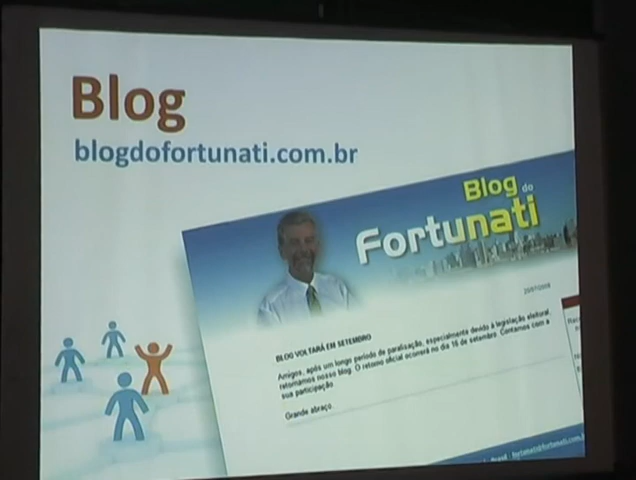 Blog
blogdofortunati.com.br
Blog do
Fortunati
BLOG VOLTARÁ EM SETEMBRO
Amigos, após um longo período de paralisação, especialmente devido à legislação eleitoral,
retomamos nosso blog. O retorno oficial ocorrerá no dia 16 de setembro. Contamos com a
sua participação.
Grande abraço.